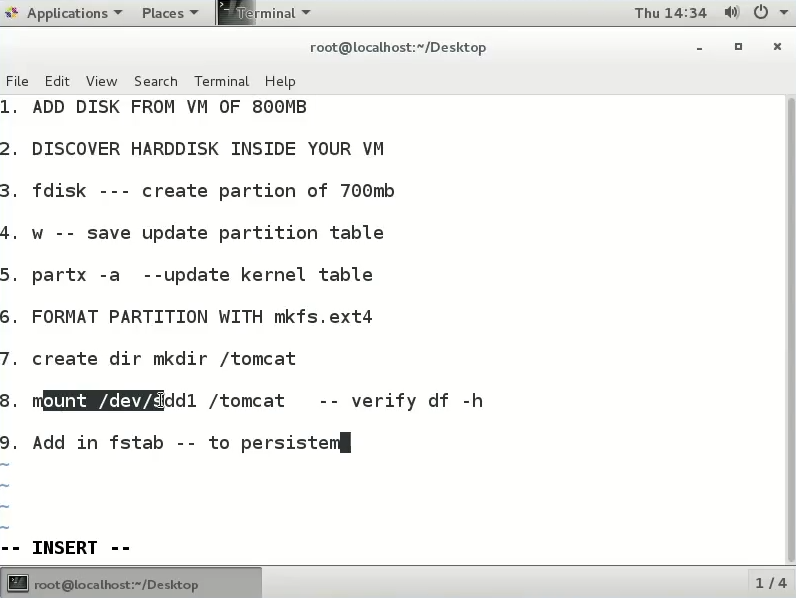 Applications Places Terminal Thu 14:34
root@localhost:~/Desktop
File Edit View Search Terminal Help
1. ADD DISK FROM VM OF 800MB
2. DISCOVER HARDDISK INSIDE YOUR VM
3. fdisk --- create partion of 700mb
4. w -- save update partition table
5. partx -a --update kernel table
6. FORMAT PARTITION WITH mkfs.ext4
7. create dir mkdir /tomcat
8. mount /dev/sdd1 /tomcat -- verify df -h
9. Add in fstab -- to persistem
~
~
~
~
-- INSERT --
root@localhost:~/Desktop 1 / 4